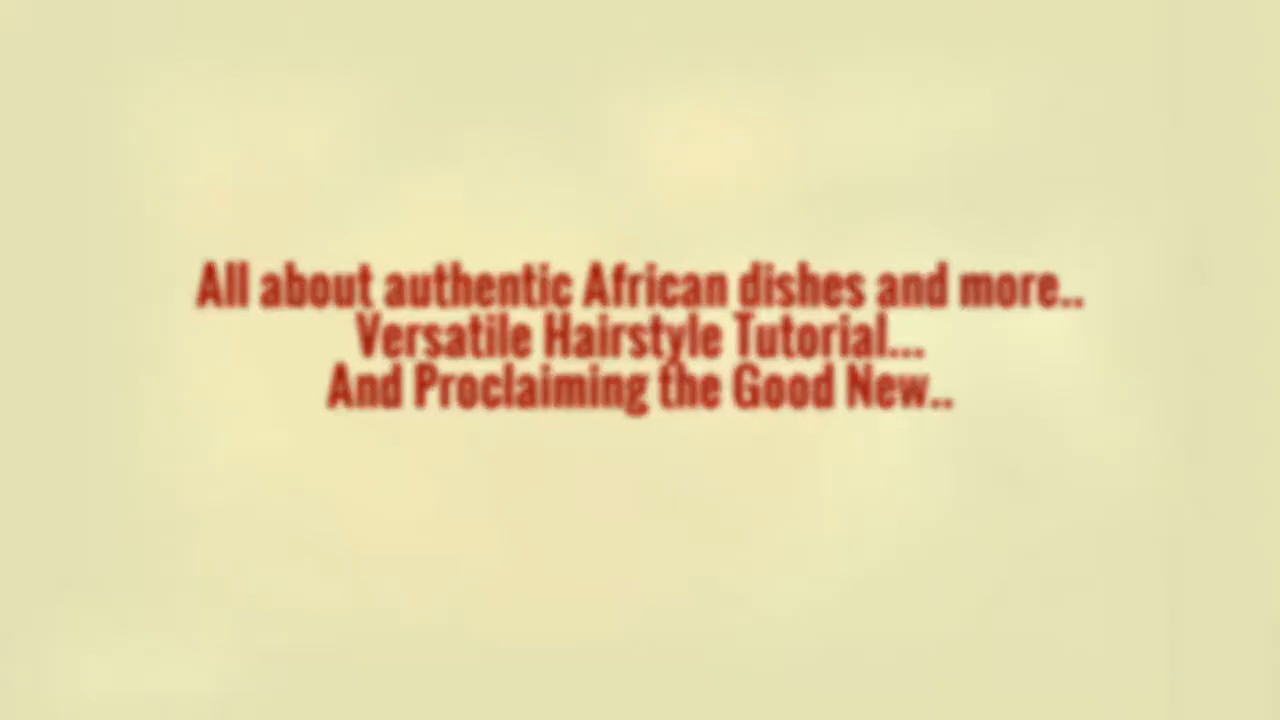 All about authentic African dishes and more..
Versatile Hairstyle Tutorial...
And Proclaiming the Good New..